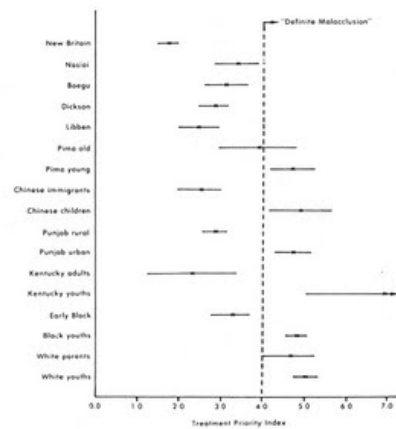 "Definite Malocclusion"
New Britain
Nasioi
Baegu
Dickson
Libben
Pima old
Pima young
Chinese immigrants
Chinese children
Punjab rural
Punjab urban
Kentucky adults
Kentucky youths
Early Black
Black youths
White parents
White youths
0.0 1.0 2.0 3.0 4.0 5.0 6.0 7.0
Treatment Priority Index